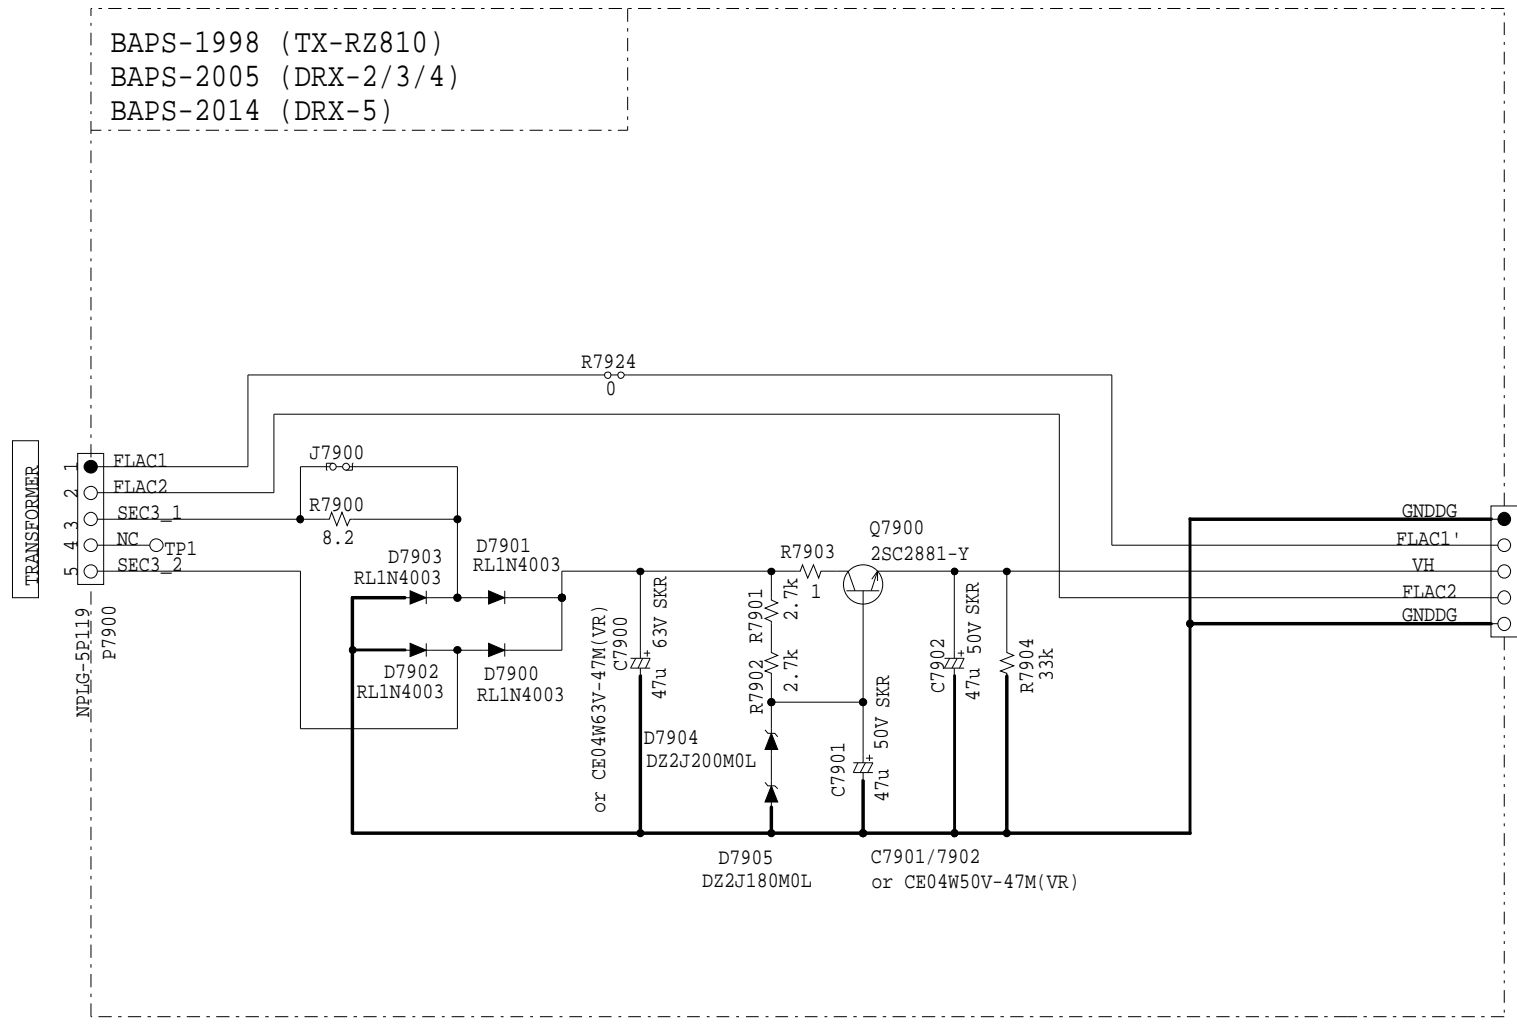 BAPS-1998 (TX-RZ810)
BAPS-2005 (DRX-2/3/4)
BAPS-2014 (DRX-5)
R7924
0
TRANSFORMER
1
FLAC1
2
FLAC2
3
SEC3_1
4
NC
TP1
5
SEC3_2
NPLG-5P119
P7900
J7900
R7900
8.2
D7903
RL1N4003
D7901
RL1N4003
D7902
RL1N4003
D7900
RL1N4003
or CE04W63V-47M(VR)
C7900
47u 63V SKR
R7901
2.7k
R7902
2.7k
R7903
1
Q7900
2SC2881-Y
D7904
DZ2J200M0L
D7905
DZ2J180M0L
C7901
47u 50V SKR
C7902
47u 50V SKR
R7904
33k
C7901/7902
or CE04W50V-47M(VR)
GNDDG
FLAC1'
VH
FLAC2
GNDDG